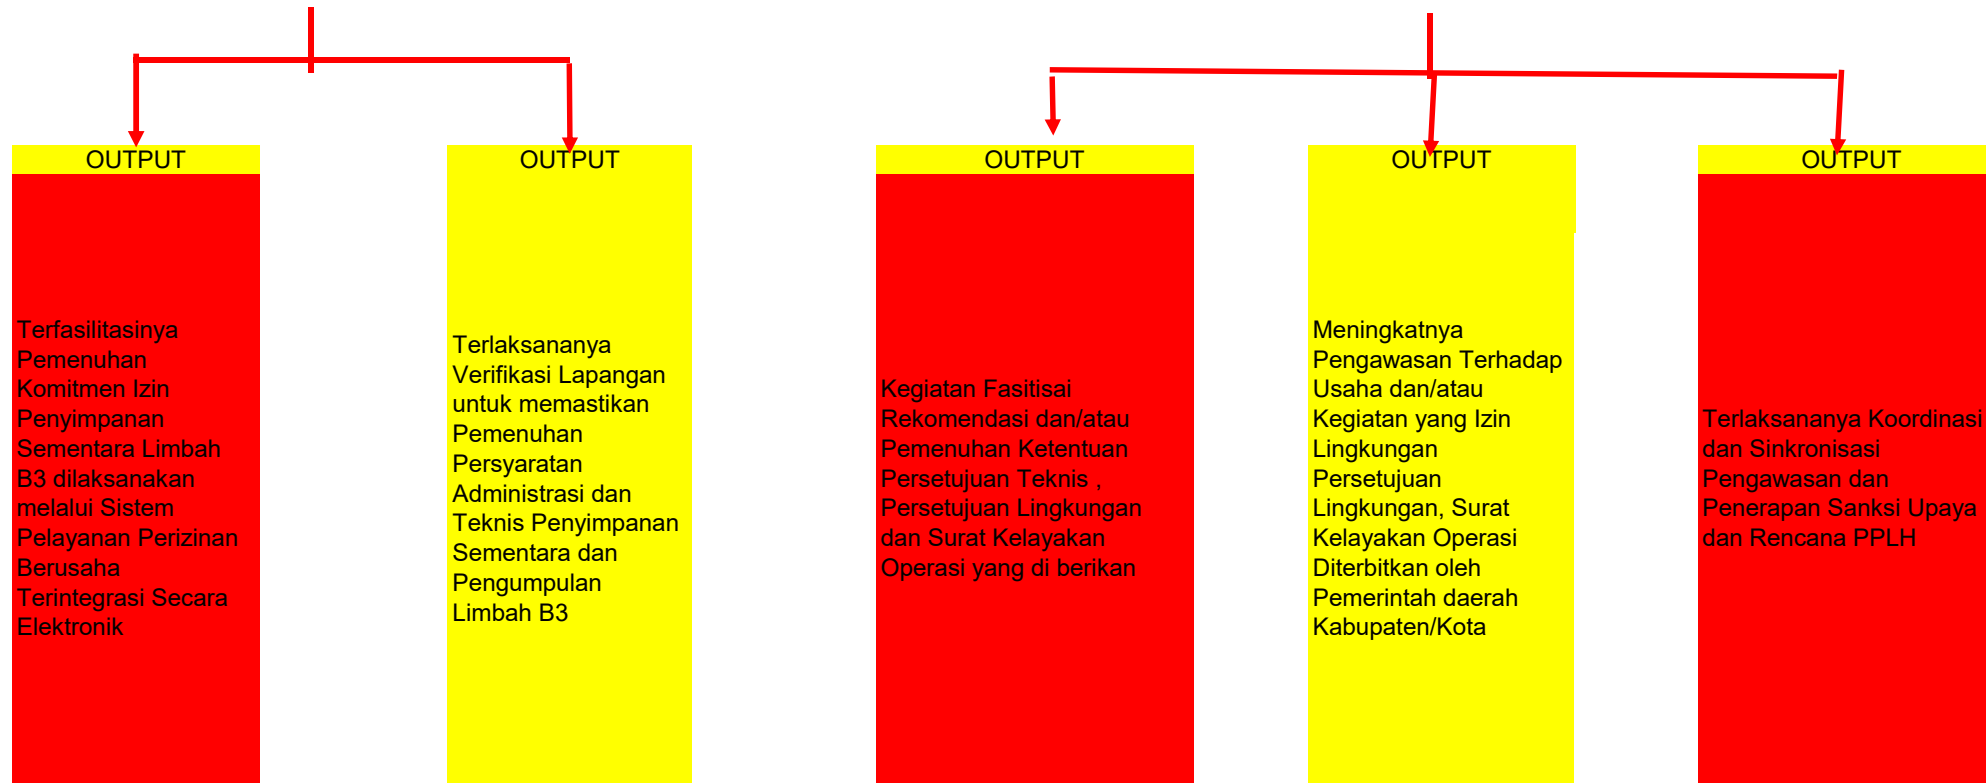 OUTPUT
Terfasilitasinya
Pemenuhan
Komitmen Izin
Penyimpanan
Sementara Limbah
B3 dilaksanakan
melalui Sistem
Pelayanan Perizinan
Berusaha
Terintegrasi Secara
Elektronik
OUTPUT
Terlaksananya
Verifikasi Lapangan
untuk memastikan
Pemenuhan
Persyaratan
Administrasi dan
Teknis Penyimpanan
Sementara dan
Pengumpulan
Limbah B3
OUTPUT
Kegiatan Fasitisai
Rekomendasi dan/atau
Pemenuhan Ketentuan
Persetujuan Teknis ,
Persetujuan Lingkungan
dan Surat Kelayakan
Operasi yang di berikan
OUTPUT
Meningkatnya
Pengawasan Terhadap
Usaha dan/atau
Kegiatan yang Izin
Lingkungan
Persetujuan
Lingkungan, Surat
Kelayakan Operasi
Diterbitkan oleh
Pemerintah daerah
Kabupaten/Kota
OUTPUT
Terlaksananya Koordinasi
dan Sinkronisasi
Pengawasan dan
Penerapan Sanksi Upaya
dan Rencana PPLH